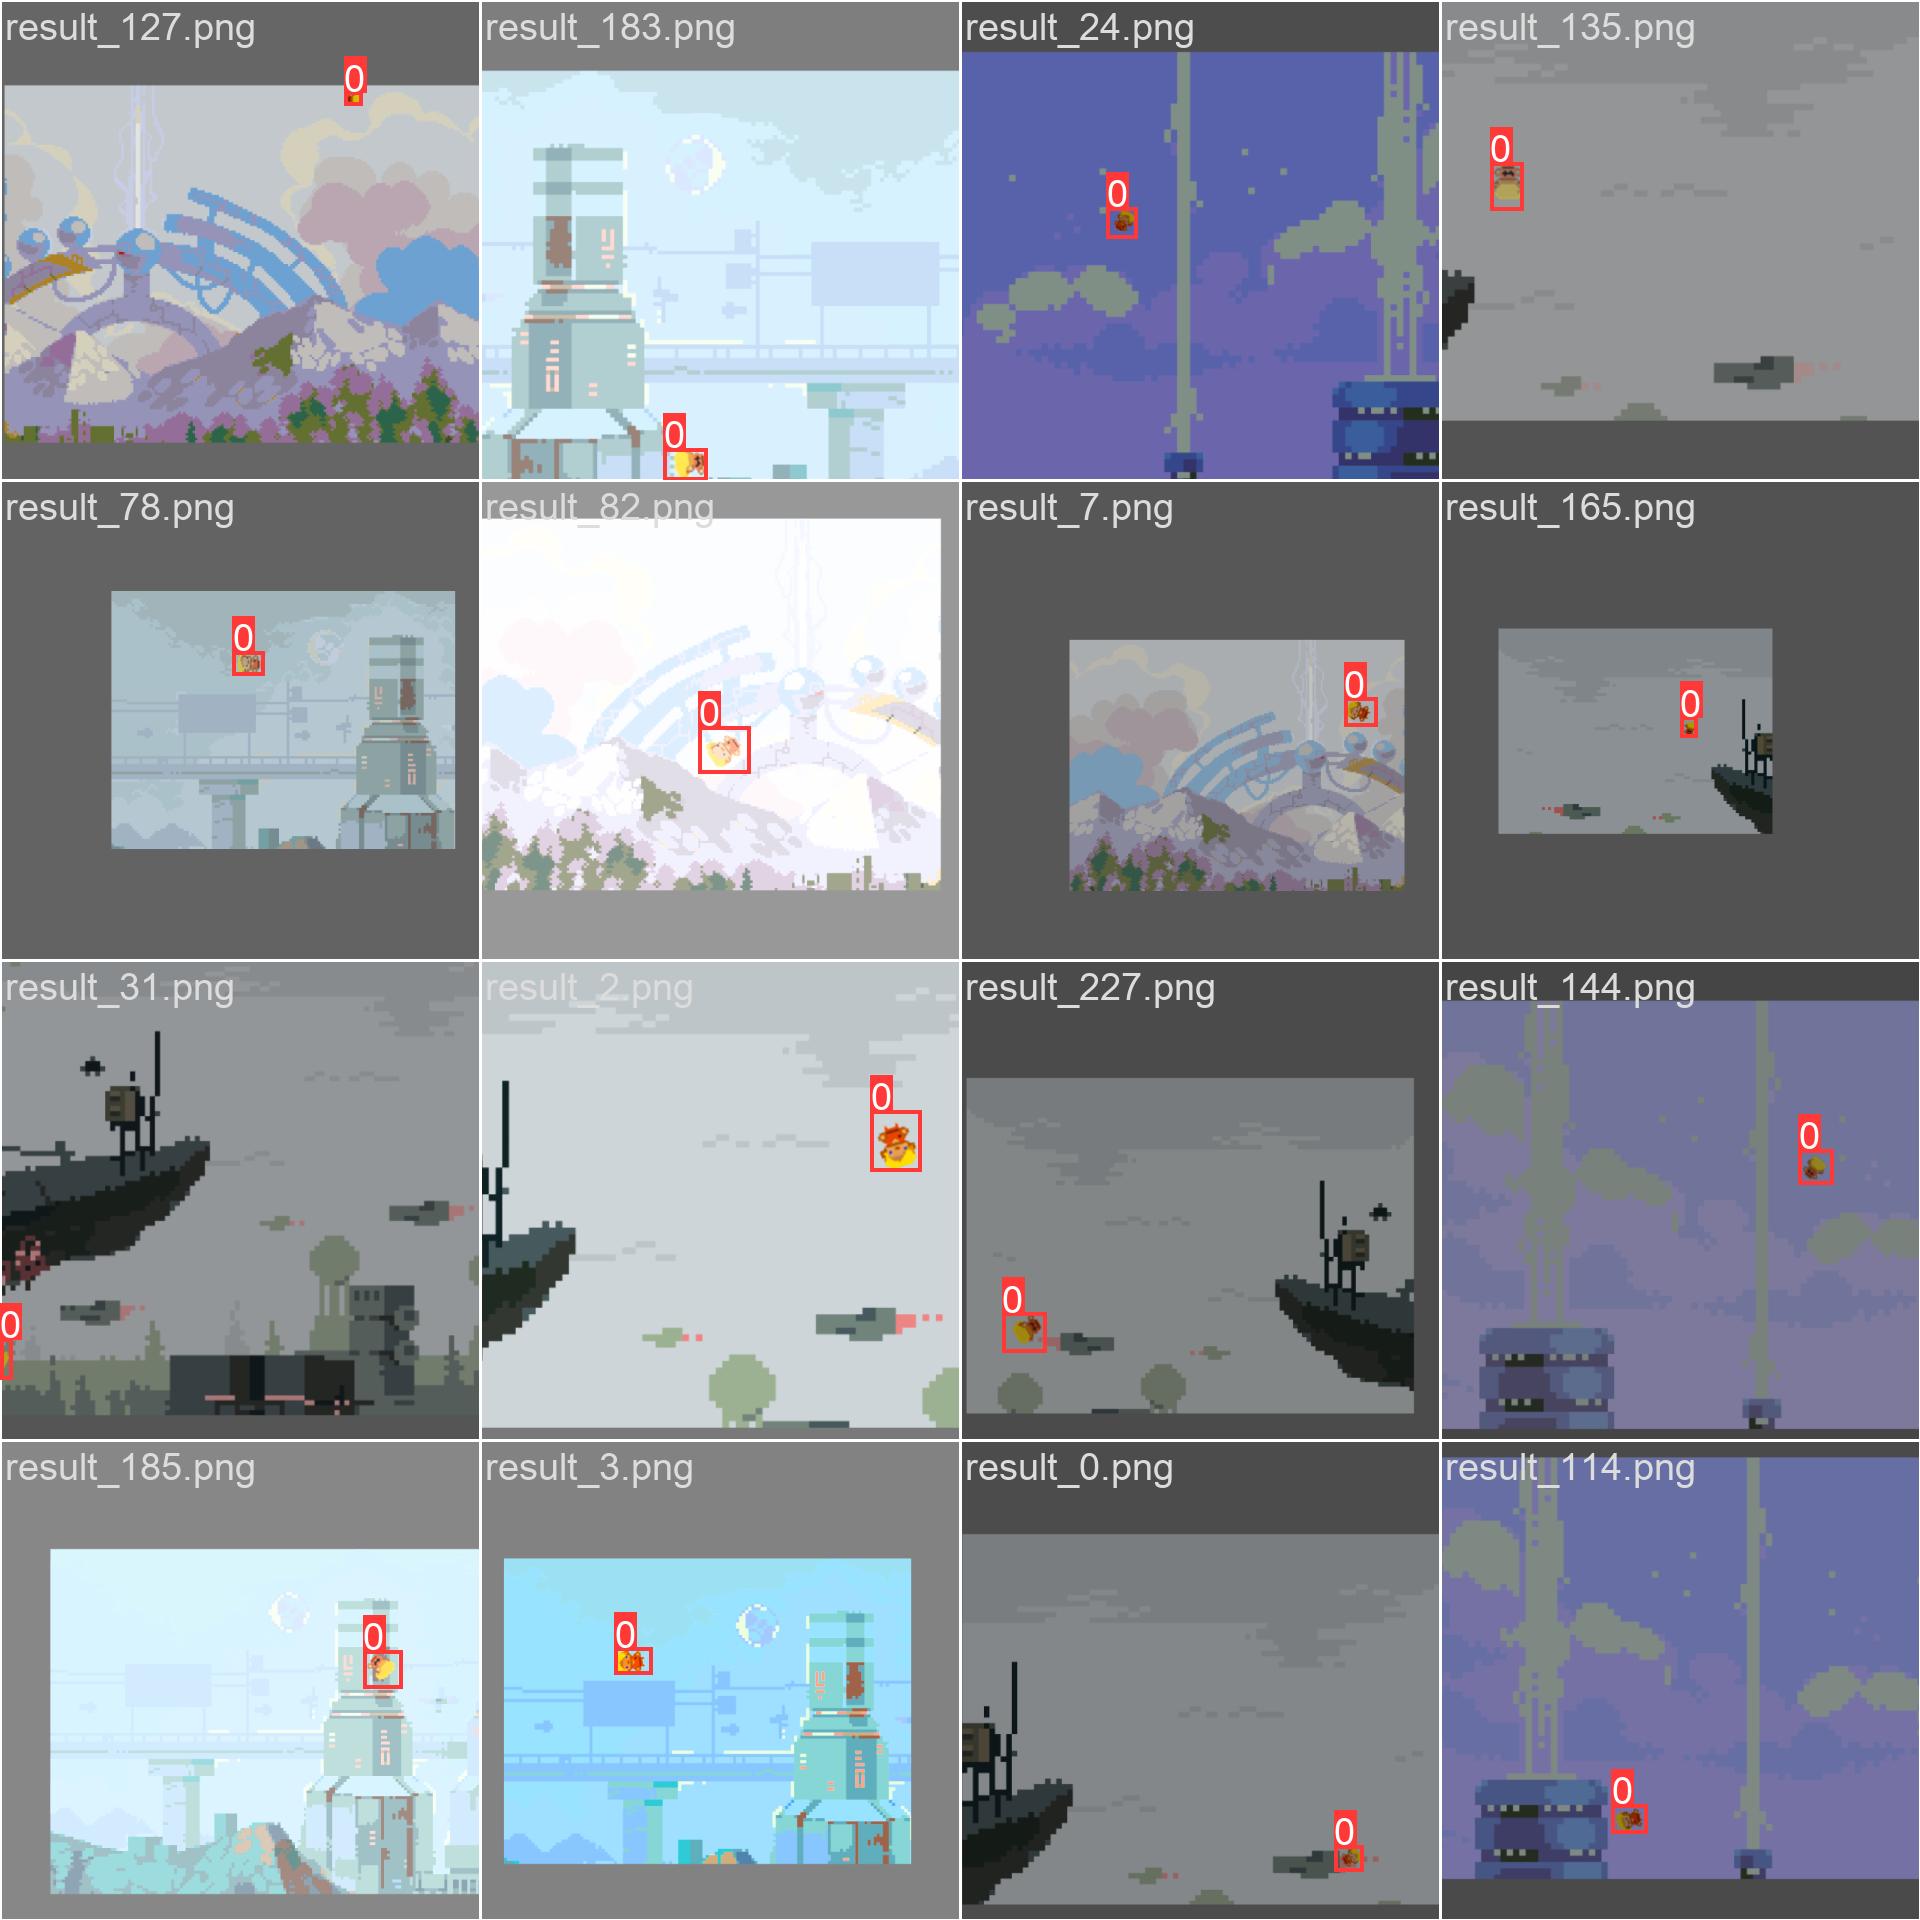 result_127.png
0
result_183.png
0
result_24.png
0
result_135.png
0
result_78.png
0
result_82.png
0
result_7.png
0
result_165.png
0
result_31.png
0
result_2.png
0
result_227.png
0
result_144.png
0
result_185.png
0
result_3.png
0
result_0.png
0
result_114.png
0